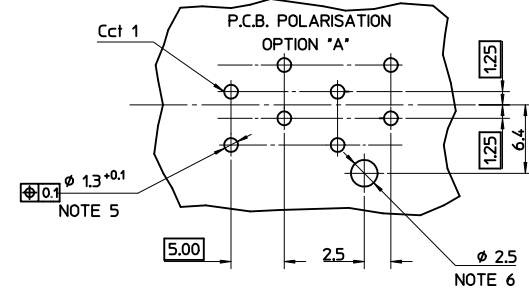 P.C.B. POLARISATION
OPTION "A"
Cct 1
1.25
1.25
6.4
⌖ 0.1
ø 1.3 +0.1
NOTE 5
5.00
2.5
ø 2.5
NOTE 6